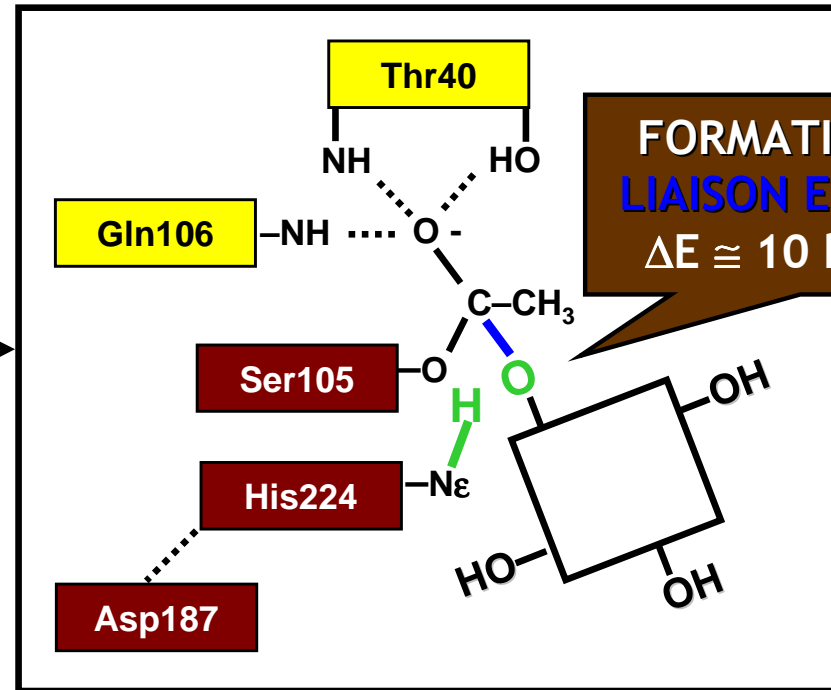 Thr40
NH
HO
FORMATI
LIAISON E
ΔE ≅ 10
Gln106
–NH
O -
C–CH₃
Ser105
–O
O
H
OH
His224
–Nε
HO
OH
Asp187